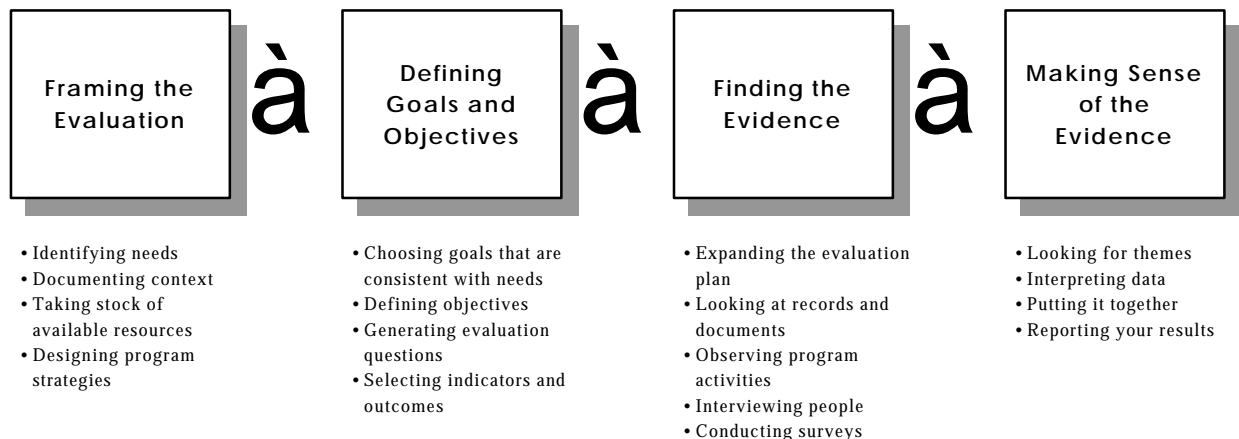 Framing the
Evaluation
à
Defining
Goals and
Objectives
à
Finding the
Evidence
à
Making Sense
of the
Evidence
• Identifying needs
• Documenting context
• Taking stock of
available resources
• Designing program
strategies
• Choosing goals that are
consistent with needs
• Defining objectives
• Generating evaluation
questions
• Selecting indicators and
outcomes
• Expanding the evaluation
plan
• Looking at records and
documents
• Observing program
activities
• Interviewing people
• Conducting surveys
• Looking for themes
• Interpreting data
• Putting it together
• Reporting your results